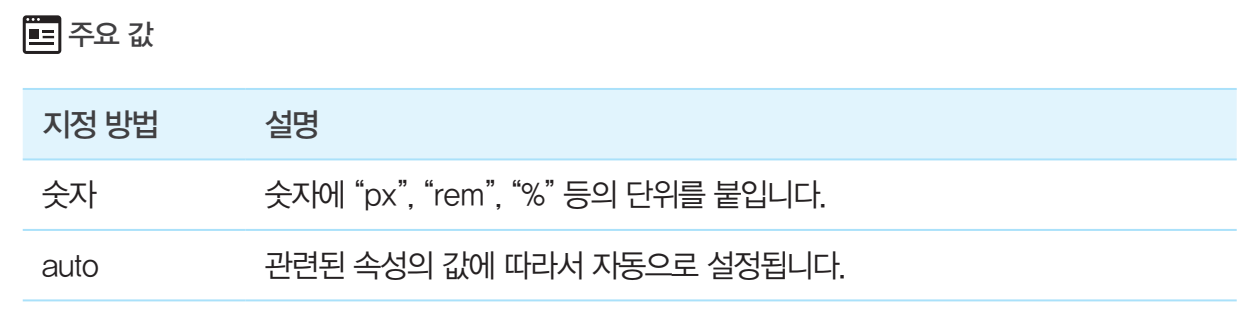 주요 값
지정 방법 설명
숫자 숫자에 “px”, “rem”, “%” 등의 단위를 붙입니다.
auto 관련된 속성의 값에 따라서 자동으로 설정됩니다.